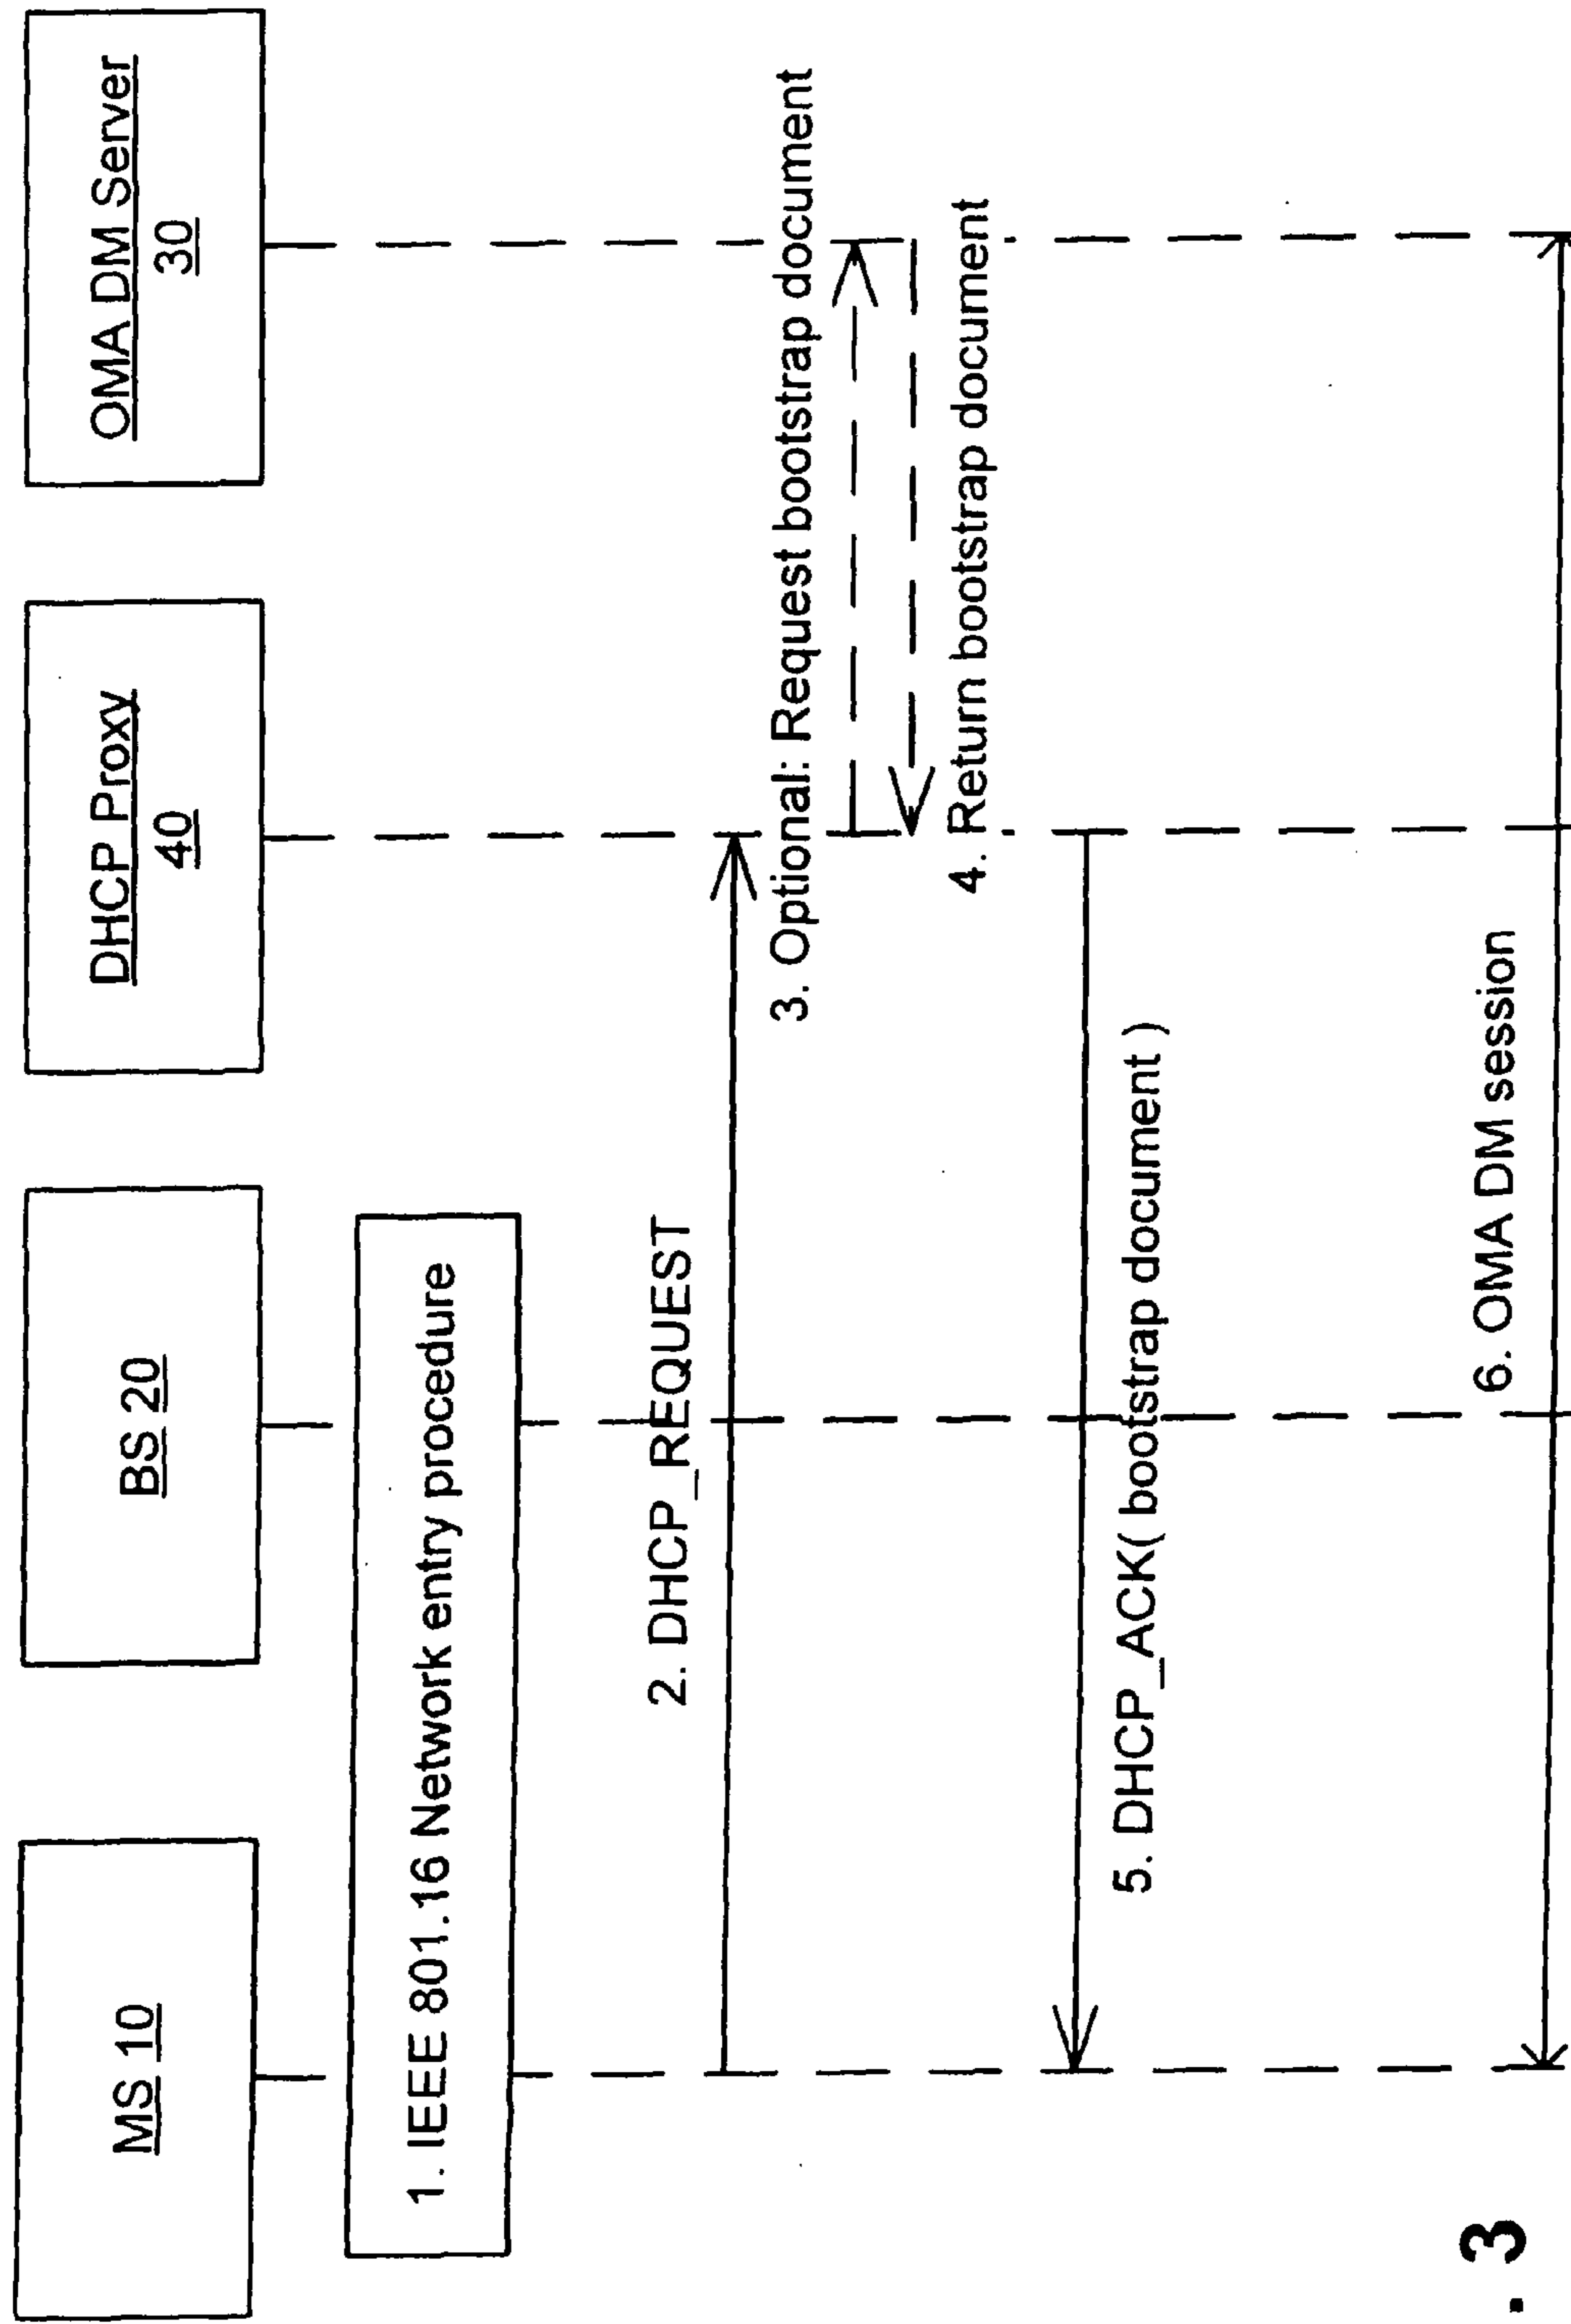 MS 10
BS 20
DHCP Proxy
40
OMA DM Server
30
1. IEEE 801.16 Network entry procedure
2. DHCP_REQUEST
3. Optional: Request bootstrap document
4. Return bootstrap document
5. DHCP_ACK( bootstrap document )
6. OMA DM session
. 3